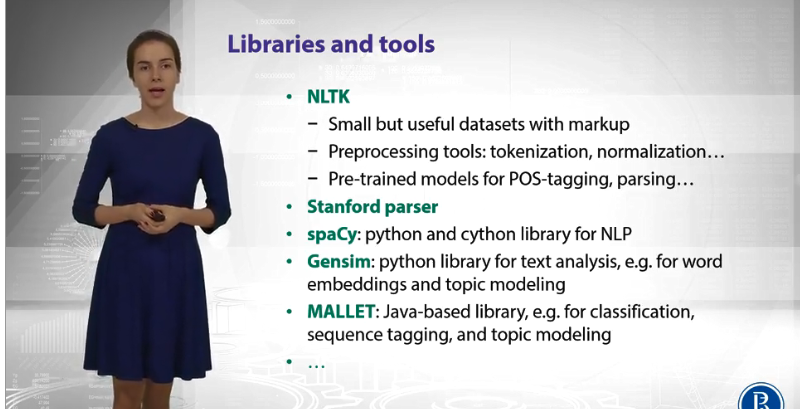 Libraries and tools
• NLTK
– Small but useful datasets with markup
– Preprocessing tools: tokenization, normalization…
– Pre-trained models for POS-tagging, parsing…
• Stanford parser
• spaCy: python and cython library for NLP
• Gensim: python library for text analysis, e.g. for word
embeddings and topic modeling
• MALLET: Java-based library, e.g. for classification,
sequence tagging, and topic modeling
• …